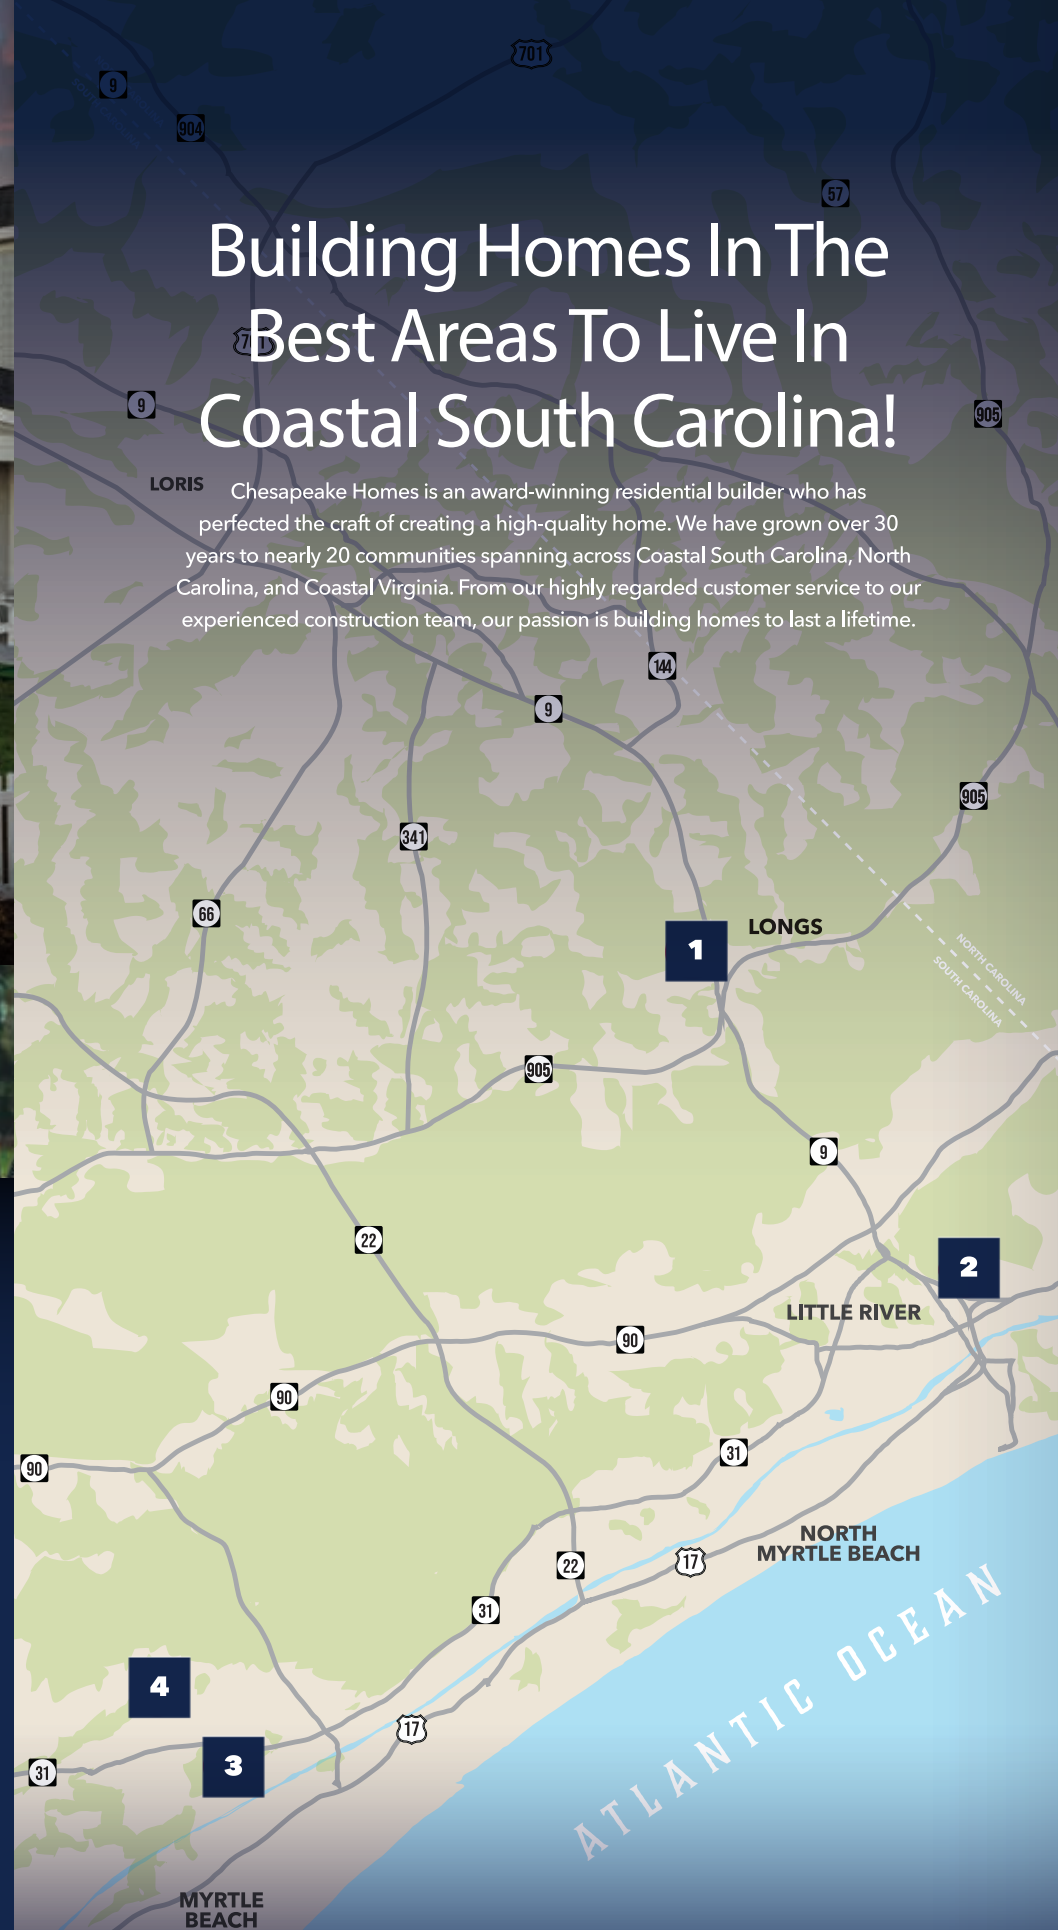 701
9
904
57
Building Homes In The
Best Areas To Live In
Coastal South Carolina!
701
9
905
LORIS
Chesapeake Homes is an award-winning residential builder who has
perfected the craft of creating a high-quality home. We have grown over 30
years to nearly 20 communities spanning across Coastal South Carolina, North
Carolina, and Coastal Virginia. From our highly regarded customer service to our
experienced construction team, our passion is building homes to last a lifetime.
144
9
905
341
66
1
LONGS
NORTH CAROLINA
SOUTH CAROLINA
905
9
22
2
LITTLE RIVER
90
90
31
90
NORTH
MYRTLE BEACH
22
17
31
ATLANTIC OCEAN
4
17
3
31
MYRTLE
BEACH